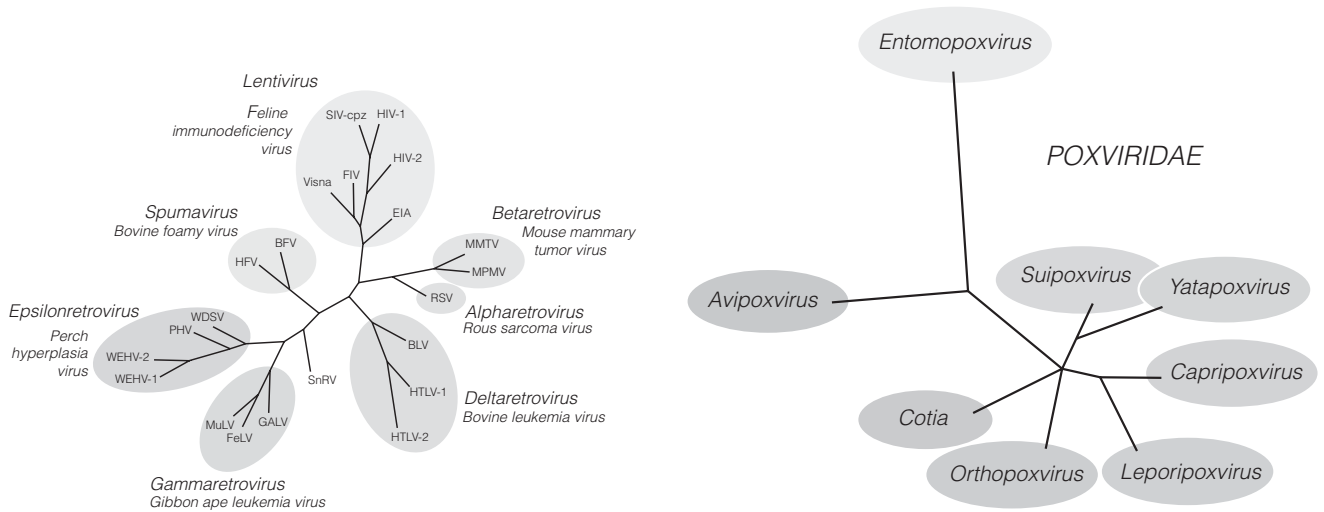 Lentivirus
Feline
immunodeficiency
virus
SIV-cpz
HIV-1
HIV-2
FIV
Visna
EIA
Spumavirus
Bovine foamy virus
BFV
HFV
Betaretrovirus
Mouse mammary
tumor virus
MMTV
MPMV
RSV
Alpharetrovirus
Rous sarcoma virus
Epsilonretrovirus
Perch
hyperplasia
virus
WDSV
PHV
WEHV-2
WEHV-1
SnRV
BLV
HTLV-1
HTLV-2
Deltaretrovirus
Bovine leukemia virus
MuLV
FeLV
GALV
Gammaretrovirus
Gibbon ape leukemia virus
Entomopoxvirus
POXVIRIDAE
Suipoxvirus
Yatapoxvirus
Avipoxvirus
Capripoxvirus
Cotia
Orthopoxvirus
Leporipoxvirus